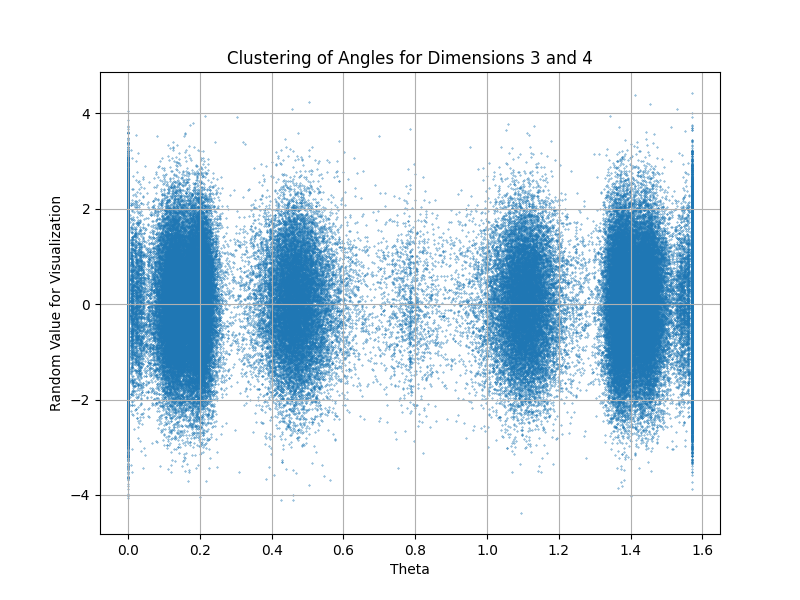 Clustering of Angles for Dimensions 3 and 4
Random Value for Visualization
4
2
0
−2
−4
0.0 0.2 0.4 0.6 0.8 1.0 1.2 1.4 1.6
Theta